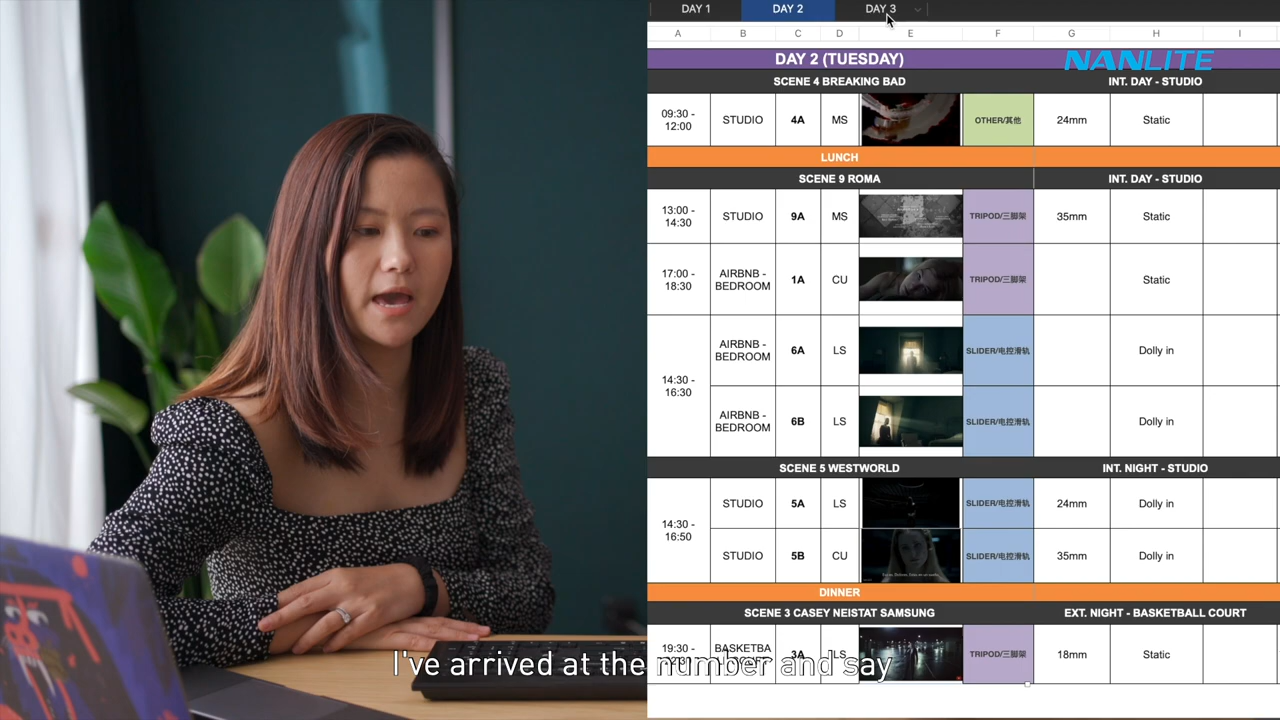 DAY 1 DAY 2 DAY 3
A B C D E F G H I
DAY 2 (TUESDAY)
NANLITE
SCENE 4 BREAKING BAD INT. DAY - STUDIO
09:30 -
12:00
STUDIO 4A MS OTHER/其他 24mm Static
LUNCH
SCENE 9 ROMA INT. DAY - STUDIO
13:00 -
14:30
STUDIO 9A MS TRIPOD/三脚架 35mm Static
17:00 -
18:30
AIRBNB -
BEDROOM
1A CU TRIPOD/三脚架 Static
14:30 -
16:30
AIRBNB -
BEDROOM
6A LS SLIDER/电控滑轨 Dolly in
AIRBNB -
BEDROOM
6B LS SLIDER/电控滑轨 Dolly in
SCENE 5 WESTWORLD INT. NIGHT - STUDIO
14:30 -
16:50
STUDIO 5A LS SLIDER/电控滑轨 24mm Dolly in
STUDIO 5B CU SLIDER/电控滑轨 35mm Dolly in
DINNER
SCENE 3 CASEY NEISTAT SAMSUNG EXT. NIGHT - BASKETBALL COURT
19:30 -
BASKETBA
3A LS TRIPOD/三脚架 18mm Static
I've arrived at the number and say